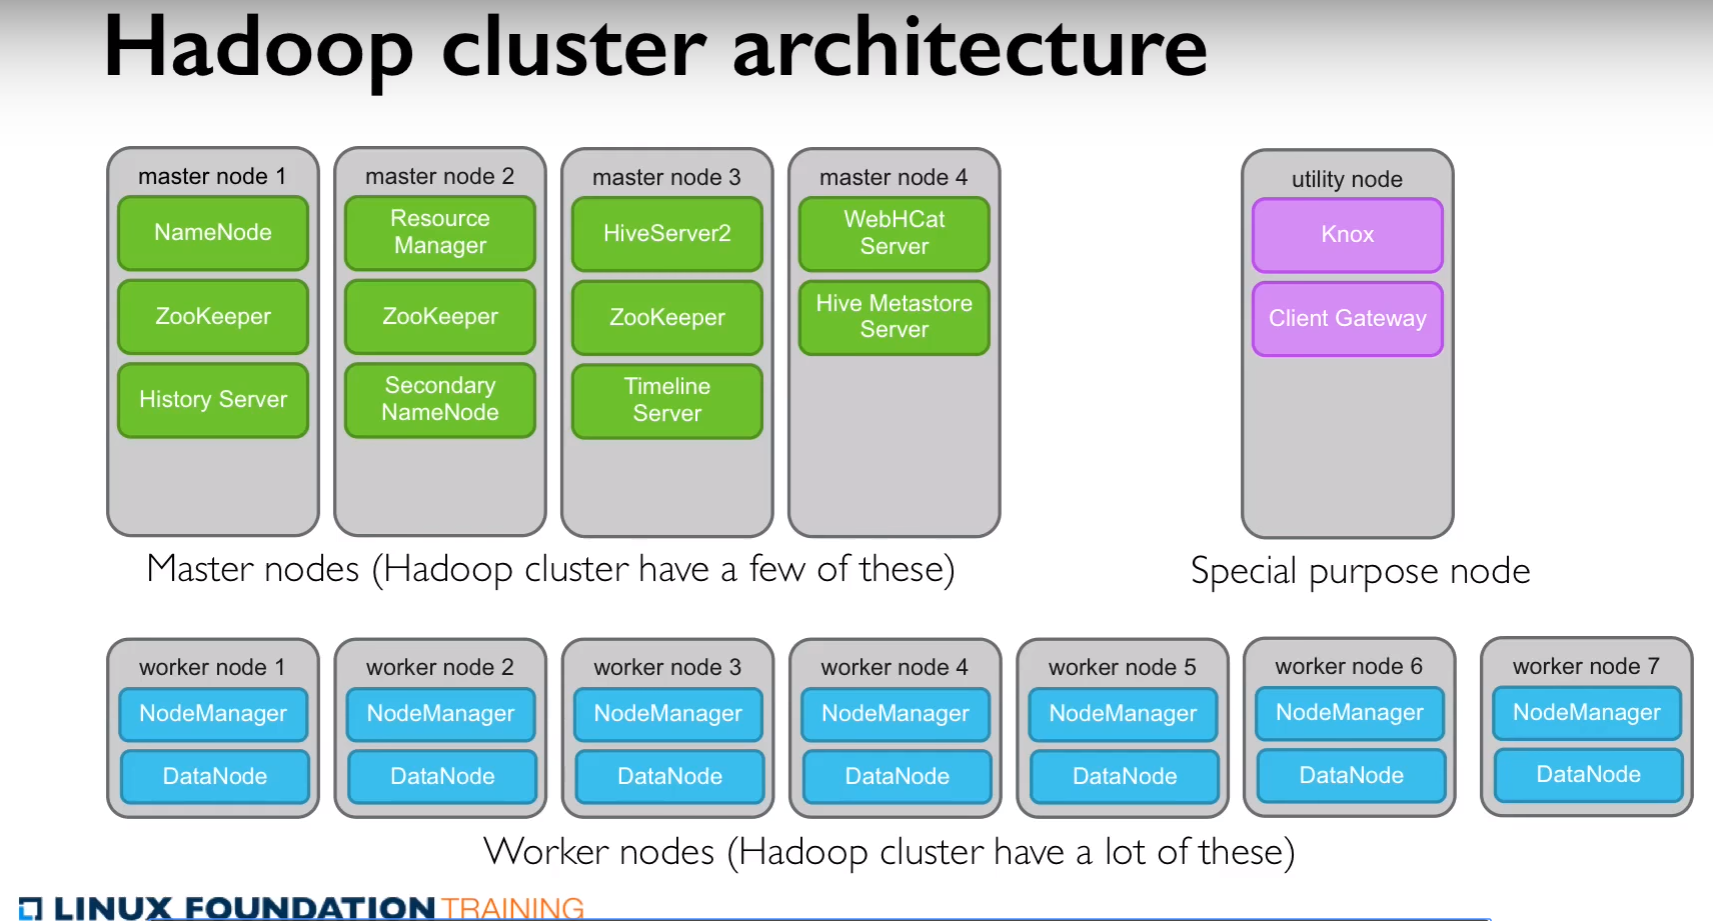 Hadoop cluster architecture
master node 1
NameNode
ZooKeeper
History Server
master node 2
Resource
Manager
ZooKeeper
Secondary
NameNode
master node 3
HiveServer2
ZooKeeper
Timeline
Server
master node 4
WebHCat
Server
Hive Metastore
Server
utility node
Knox
Client Gateway
Master nodes (Hadoop cluster have a few of these)
Special purpose node
worker node 1
NodeManager
DataNode
worker node 2
NodeManager
DataNode
worker node 3
NodeManager
DataNode
worker node 4
NodeManager
DataNode
worker node 5
NodeManager
DataNode
worker node 6
NodeManager
DataNode
worker node 7
NodeManager
DataNode
Worker nodes (Hadoop cluster have a lot of these)
LINUX FOUNDATION TRAINING